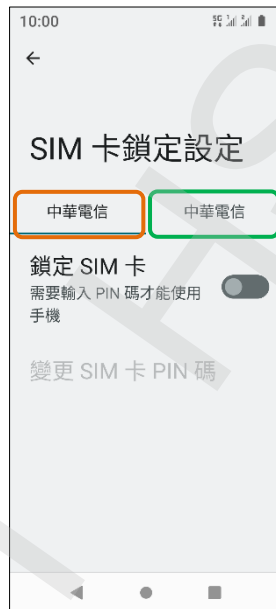 10:00
SIM 卡鎖定設定
中華電信 中華電信
鎖定 SIM 卡
需要輸入 PIN 碼才能使用
手機
變更 SIM 卡 PIN 碼